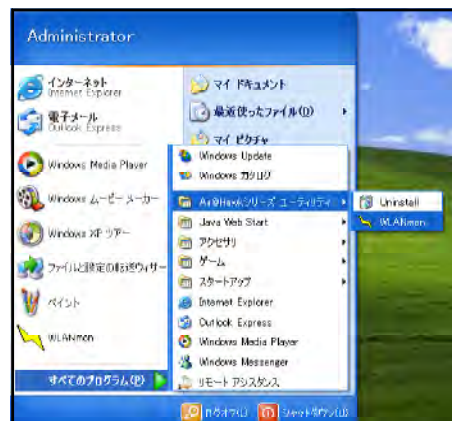 Administrator
インターネット
Internet Explorer
電子メール
Outlook Express
Windows Media Player
Windows ムービー メーカー
Windows XP ツアー
ファイルと設定の転送ウィザー
ペイント
WLANmon
すべてのプログラム(P)
マイ ドキュメント
最近使ったファイル(D)
マイ ピクチャ
Windows Update
Windows カタログ
シリーズ ユーティリティ
Java Web Start
アクセサリ
ゲーム
スタートアップ
Internet Explorer
Outlook Express
Windows Media Player
Windows Messenger
リモート アシスタンス
Uninstall
WLANmon
ログオフ(L)
シャットダウン(U)